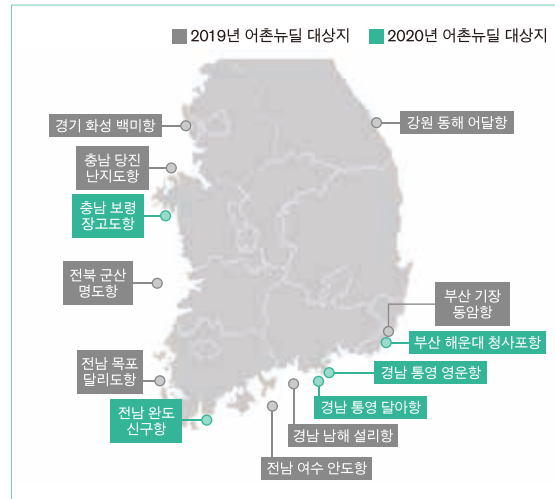 2019년 어촌뉴딜 대상지
2020년 어촌뉴딜 대상지
경기 화성 백미항
강원 동해 어달항
충남 당진
난지도항
충남 보령
장고도항
전북 군산
명도항
부산 기장
동암항
부산 해운대 청사포항
전남 목포
달리도항
경남 통영 영운항
경남 통영 달아항
전남 완도
신구항
경남 남해 설리항
전남 여수 안도항